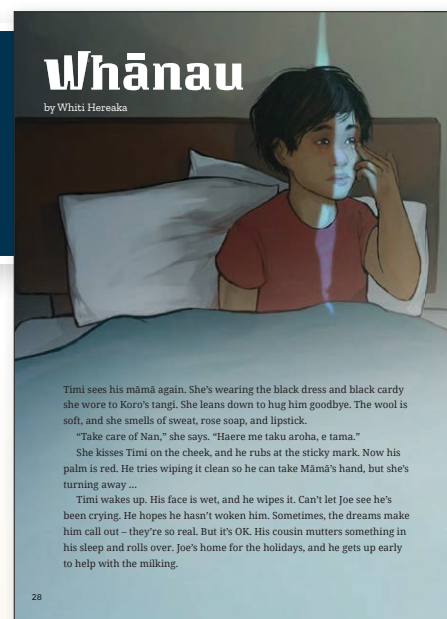 Whānau
by Whiti Hereaka
Timi sees his māmā again. She's wearing the black dress and black cardy
she wore to Koro's tangi. She leans down to hug him goodbye. The wool is
soft, and she smells of sweat, rose soap, and lipstick.
“Take care of Nan,” she says. “Haere me taku aroha, e tama.”
She kisses Timi on the cheek, and he rubs at the sticky mark. Now his
palm is red. He tries wiping it clean so he can take Māmā's hand, but she's
turning away ...
Timi wakes up. His face is wet, and he wipes it. Can't let Joe see he's
been crying. He hopes he hasn't woken him. Sometimes, the dreams make
him call out – they're so real. But it's OK. His cousin mutters something in
his sleep and rolls over. Joe's home for the holidays, and he gets up early
to help with the milking.
28